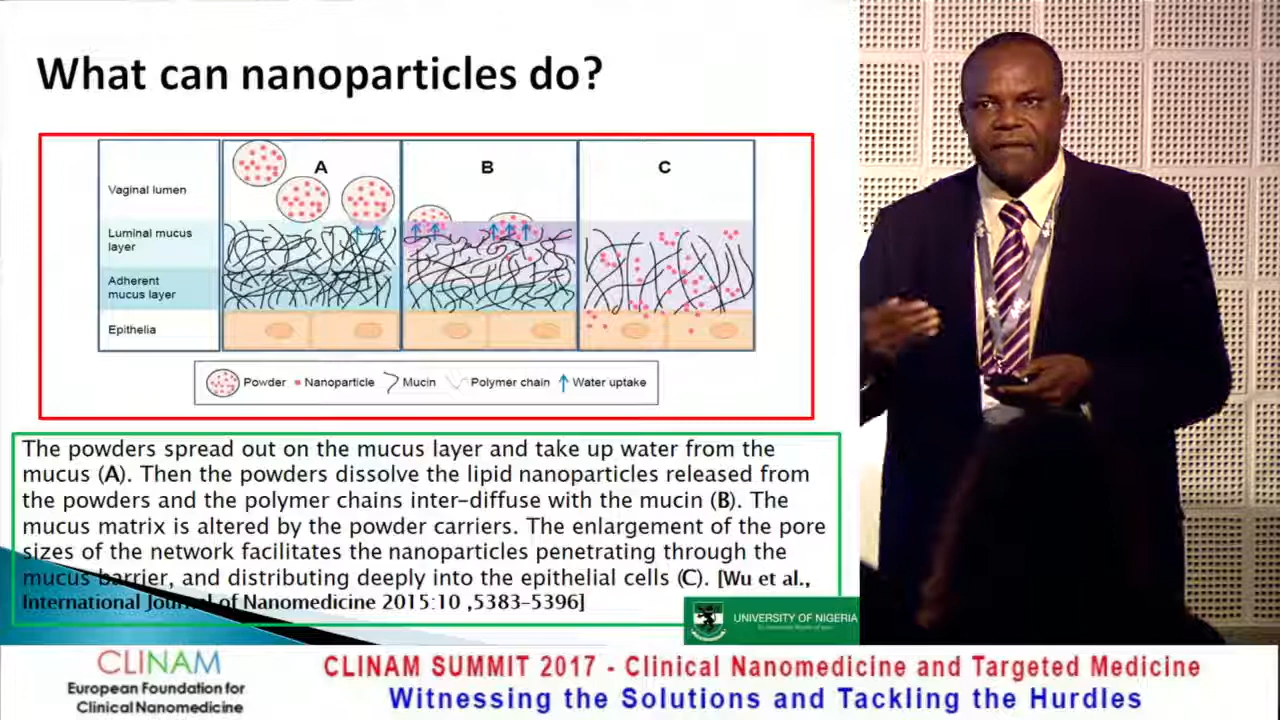 What can nanoparticles do?
A
B
C
Vaginal lumen
Luminal mucus
layer
Adherent
mucus layer
Epithelia
Powder
Nanoparticle
Mucin
Polymer chain
Water uptake
The powders spread out on the mucus layer and take up water from the
mucus (A). Then the powders dissolve the lipid nanoparticles released from
the powders and the polymer chains inter-diffuse with the mucin (B). The
mucus matrix is altered by the powder carriers. The enlargement of the pore
sizes of the network facilitates the nanoparticles penetrating through the
mucus barrier, and distributing deeply into the epithelial cells (C). [Wu et al.,
International Journal of Nanomedicine 2015:10 ,5383-5396]
UNIVERSITY OF NIGERIA
CLINAM
European Foundation for
Clinical Nanomedicine
CLINAM SUMMIT 2017 - Clinical Nanomedicine and Targeted Medicine
Witnessing the Solutions and Tackling the Hurdles